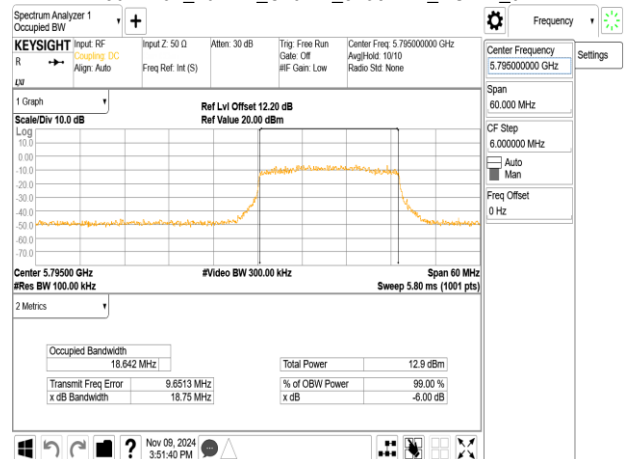 Spectrum Analyzer 1
Occupied BW
+
Frequency
KEYSIGHT
R
LXI
Input: RF
Coupling: DC
Align: Auto
Input Z: 50 Ω
Freq Ref: Int (S)
Atten: 30 dB
Trig: Free Run
Gate: Off
#IF Gain: Low
Center Freq: 5.795000000 GHz
Avg|Hold: 10/10
Radio Std: None
Center Frequency
5.795000000 GHz
Settings
Span
60.000 MHz
CF Step
6.000000 MHz
Auto
Man
Freq Offset
0 Hz
1 Graph
Scale/Div 10.0 dB
Ref Lvl Offset 12.20 dB
Ref Value 20.00 dBm
Log
10.0
0.00
-10.0
-20.0
-30.0
-40.0
-50.0
-60.0
-70.0
Center 5.79500 GHz
#Res BW 100.00 kHz
#Video BW 300.00 kHz
Span 60 MHz
Sweep 5.80 ms (1001 pts)
2 Metrics
Occupied Bandwidth
18.642 MHz
Total Power 12.9 dBm
Transmit Freq Error 9.6513 MHz
% of OBW Power 99.00 %
x dB Bandwidth 18.75 MHz
x dB -6.00 dB
?
Nov 09, 2024
3:51:40 PM